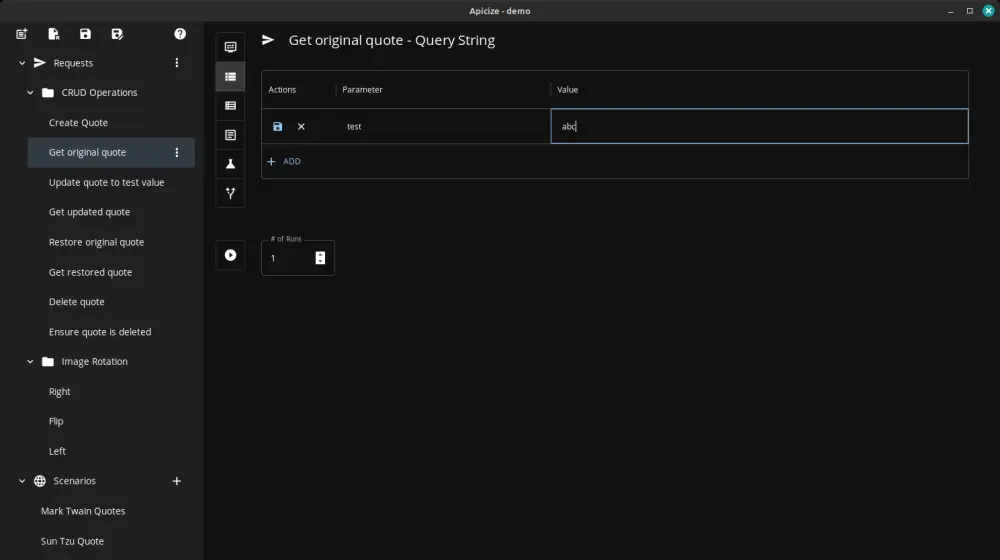 Apicize - demo
Requests
CRUD Operations
Create Quote
Get original quote
Update quote to test value
Get updated quote
Restore original quote
Get restored quote
Delete quote
Ensure quote is deleted
Image Rotation
Right
Flip
Left
Scenarios
Mark Twain Quotes
Sun Tzu Quote
Get original quote - Query String
Actions Parameter Value
test abc
ADD
# of Runs
1